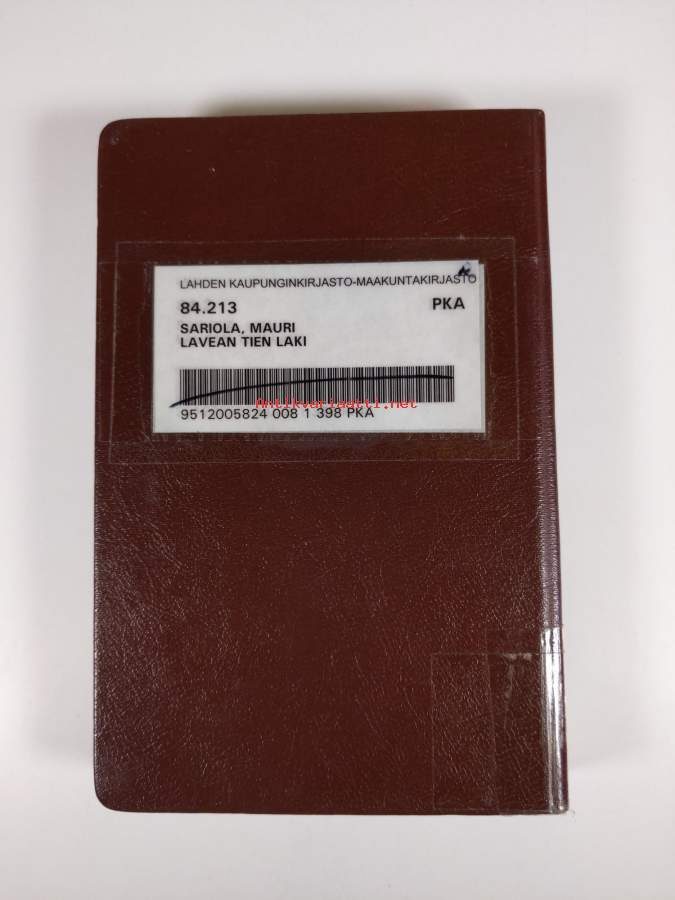 LAHDEN KAUPUNGINKIRJASTO-MAAKUNTAKIRJASTO
84.213 PKA
SARIOLA, MAURI
LAVEAN TIEN LAKI
Antikvariaatti.net
9512005824 008 1 398 PKA